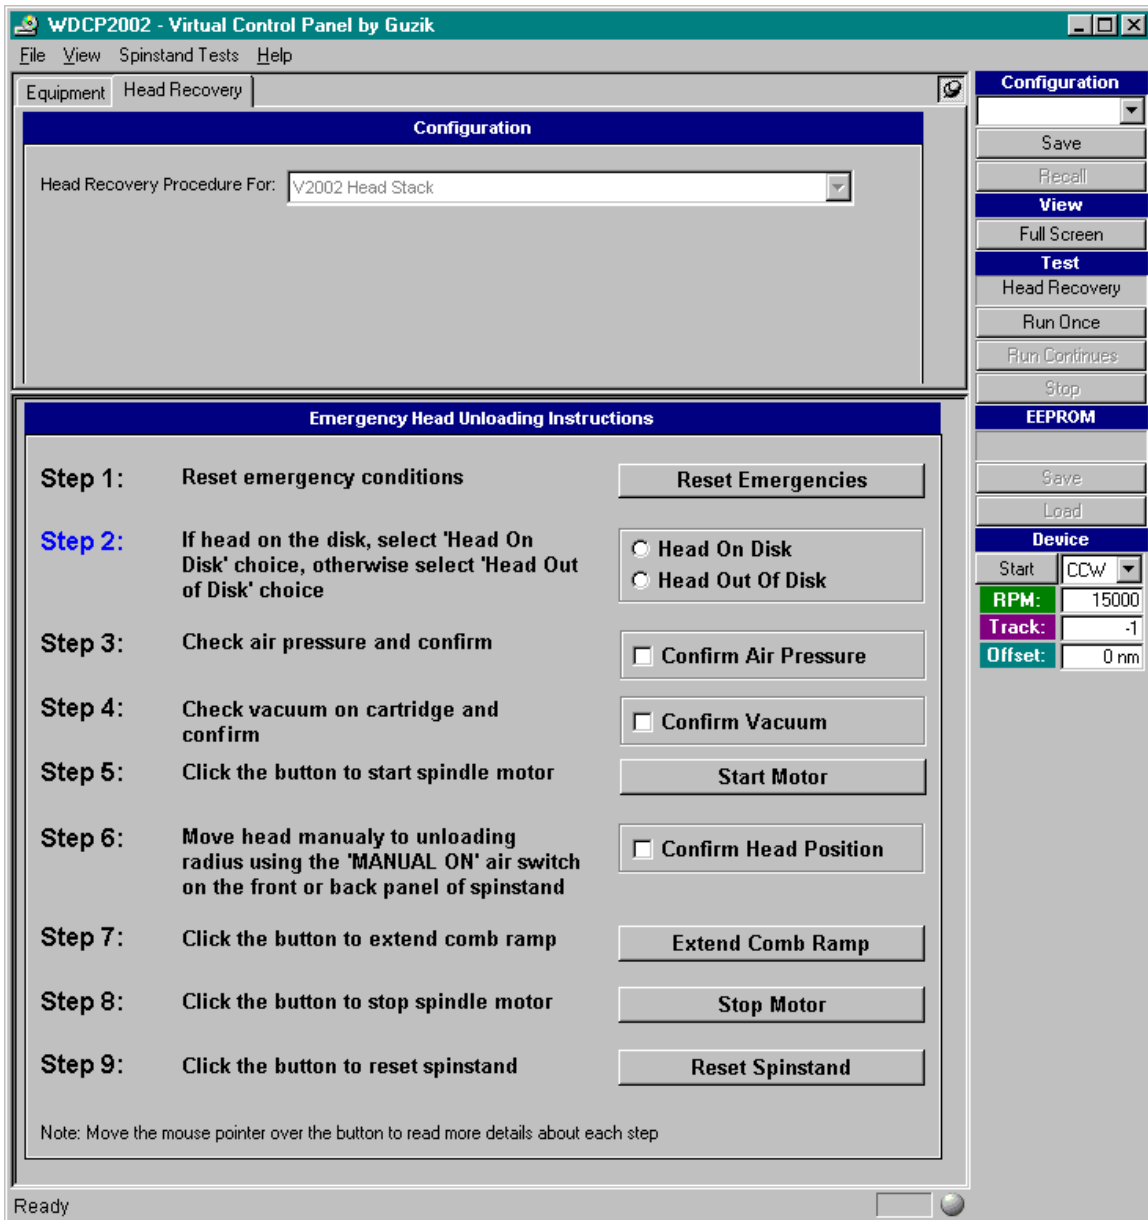 WDCP2002 - Virtual Control Panel by Guzik
File View Spinstand Tests Help
Equipment Head Recovery
Configuration
Head Recovery Procedure For: V2002 Head Stack
Emergency Head Unloading Instructions
Step 1: Reset emergency conditions Reset Emergencies
Step 2: If head on the disk, select 'Head On
Disk' choice, otherwise select 'Head Out
of Disk' choice
Head On Disk
Head Out Of Disk
Step 3: Check air pressure and confirm Confirm Air Pressure
Step 4: Check vacuum on cartridge and
confirm
Confirm Vacuum
Step 5: Click the button to start spindle motor Start Motor
Step 6: Move head manualy to unloading
radius using the 'MANUAL ON' air switch
on the front or back panel of spinstand
Confirm Head Position
Step 7: Click the button to extend comb ramp Extend Comb Ramp
Step 8: Click the button to stop spindle motor Stop Motor
Step 9: Click the button to reset spinstand Reset Spinstand
Note: Move the mouse pointer over the button to read more details about each step
Ready
Configuration
Save
Recall
View
Full Screen
Test
Head Recovery
Run Once
Run Continues
Stop
EEPROM
Save
Load
Device
Start CCW
RPM: 15000
Track: -1
Offset: 0 nm